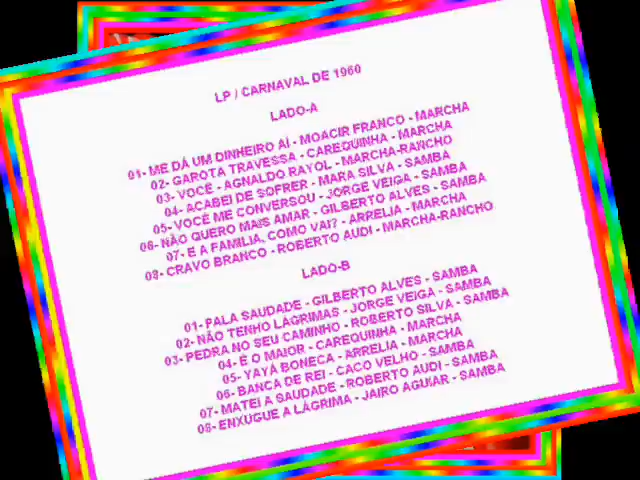 LP / CARNAVAL DE 1960
LADO-A
01- ME DÁ UM DINHEIRO AÍ - MOACIR FRANCO - MARCHA
02- GAROTA TRAVESSA - CAREQUINHA - MARCHA
03- VOCÊ - AGNALDO RAYOL - MARCHA-RANCHO
04- ACABEI DE SOFRER - MARA SILVA - SAMBA
05- VOCÊ ME CONVERSOU - JORGE VEIGA - SAMBA
06- NÃO QUERO MAIS AMAR - GILBERTO ALVES - SAMBA
07- E A FAMILIA, COMO VAI? - ARRELIA - MARCHA
08- CRAVO BRANCO - ROBERTO AUDI - MARCHA-RANCHO
LADO-B
01- PALA SAUDADE - GILBERTO ALVES - SAMBA
02- NÃO TENHO LÁGRIMAS - JORGE VEIGA - SAMBA
03- PEDRA NO SEU CAMINHO - ROBERTO SILVA - SAMBA
04- É O MAIOR - CAREQUINHA - MARCHA
05- YAYÁ BONECA - ARRELIA - MARCHA
06- BANCA DE REI - CACO VELHO - SAMBA
07- MATEI A SAUDADE - ROBERTO AUDI - SAMBA
08- ENXUGUE A LÁGRIMA - JAIRO AGUIAR - SAMBA